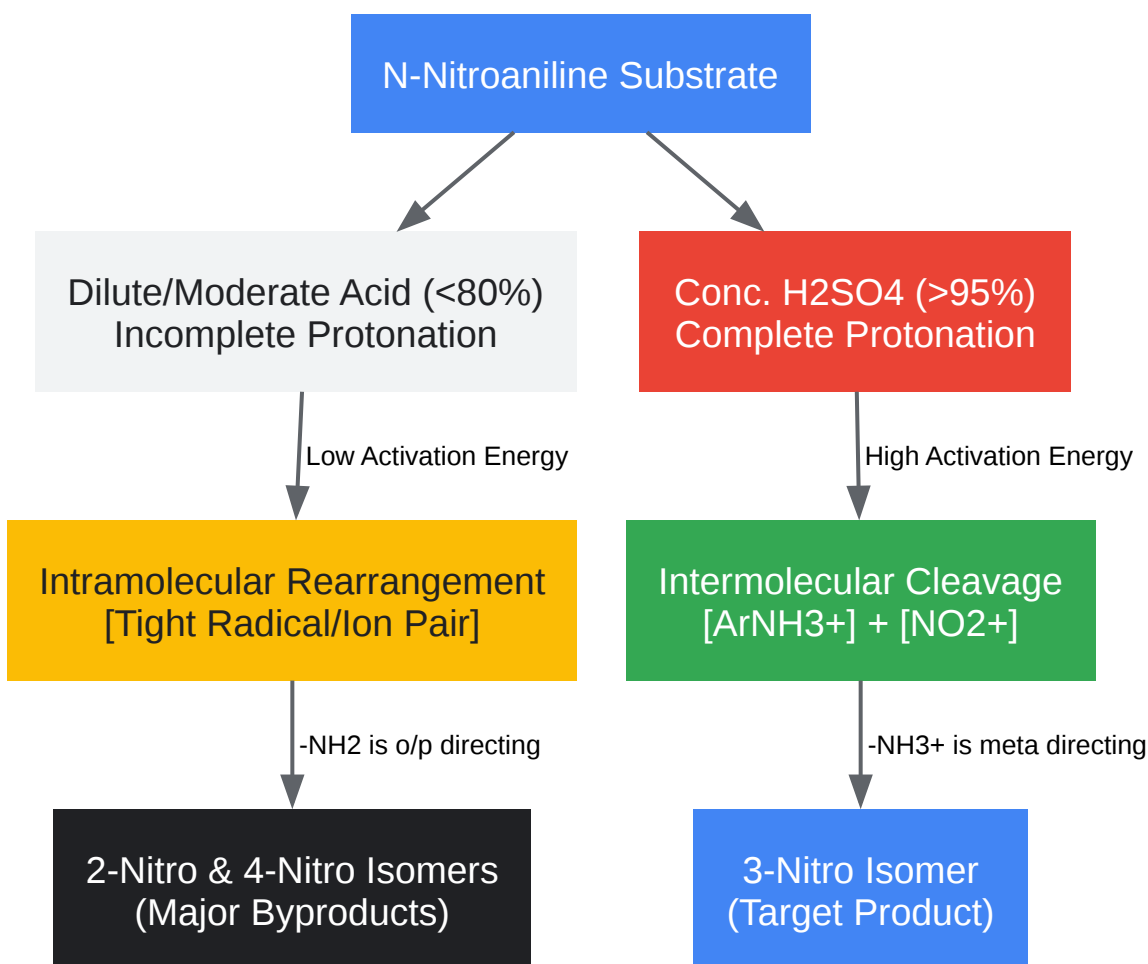 N-Nitroaniline Substrate
Dilute/Moderate Acid (<80%)
Incomplete Protonation
Conc. H2SO4 (>95%)
Complete Protonation
Low Activation Energy
High Activation Energy
Intramolecular Rearrangement
[Tight Radical/Ion Pair]
Intermolecular Cleavage
[ArNH3+] + [NO2+]
-NH2 is o/p directing
-NH3+ is meta directing
2-Nitro & 4-Nitro Isomers
(Major Byproducts)
3-Nitro Isomer
(Target Product)